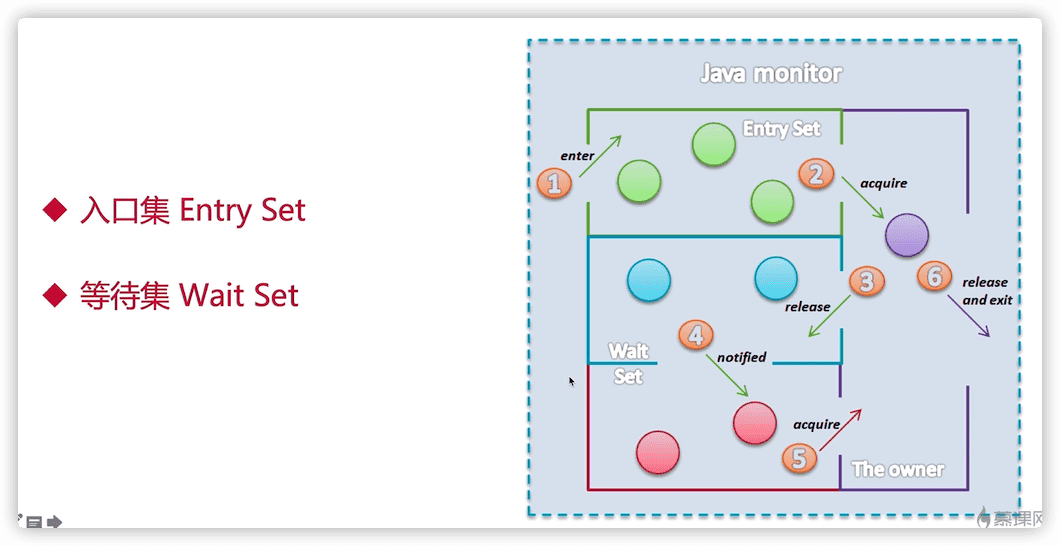 入口集 Entry Set
等待集 Wait Set
Java monitor
Entry Set
enter
1
2
acquire
3
6
release
release
and exit
4
notified
Wait
Set
acquire
5
The owner
慕课网